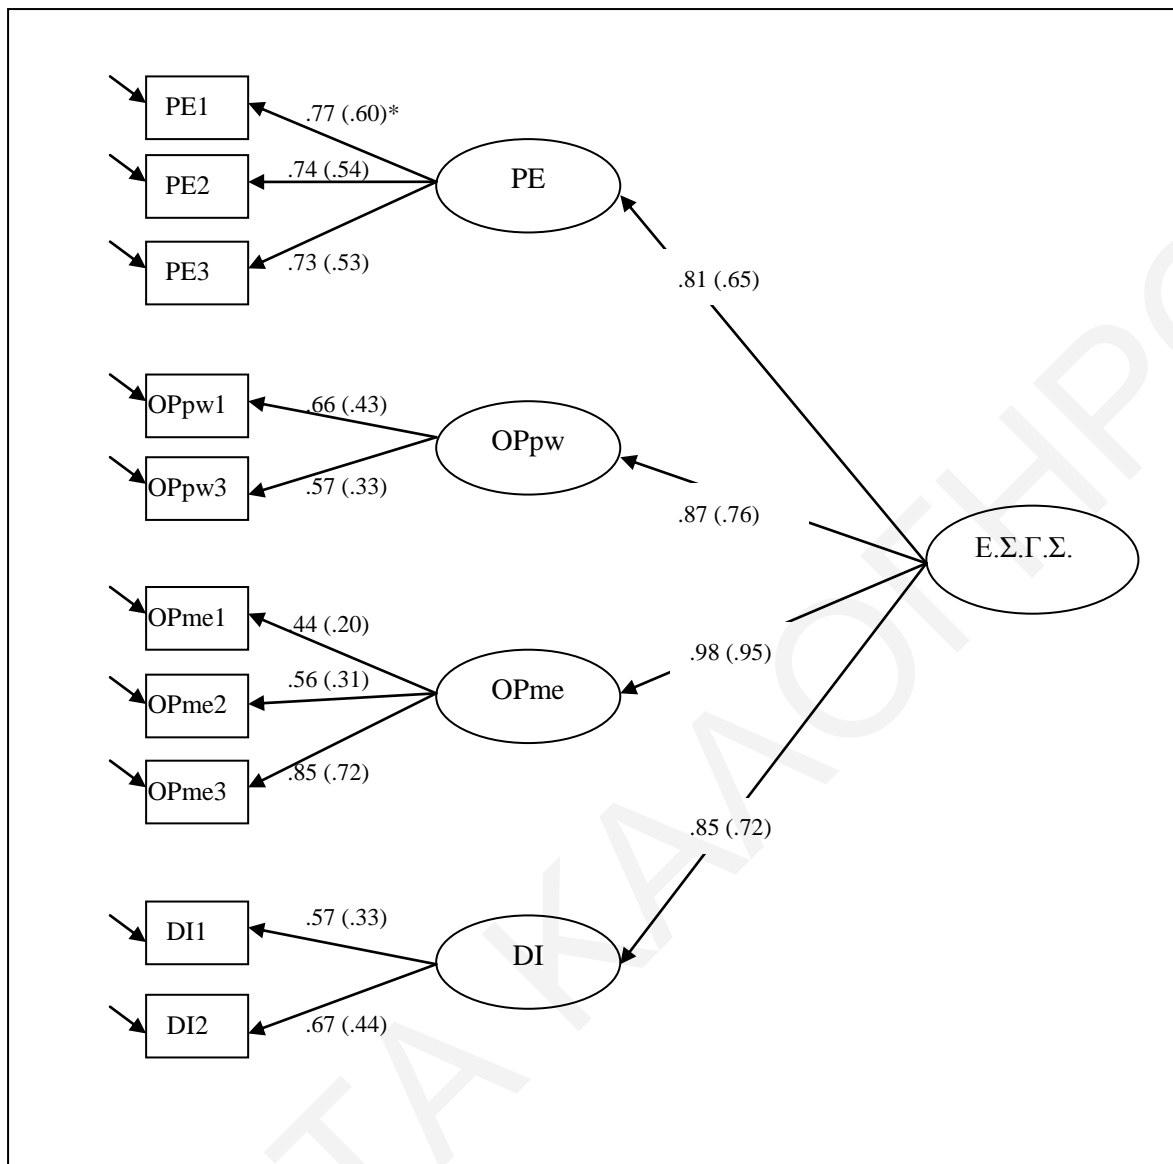 PE1
.77 (.60)*
PE2
.74 (.54)
PE
PE3
.73 (.53)
.81 (.65)
OPpw1
.66 (.43)
OPpw
OPpw3
.57 (.33)
.87 (.76)
Ε.Σ.Γ.Σ.
OPme1
.44 (.20)
.98 (.95)
OPme2
.56 (.31)
OPme
OPme3
.85 (.72)
.85 (.72)
DI1
.57 (.33)
DI
DI2
.67 (.44)